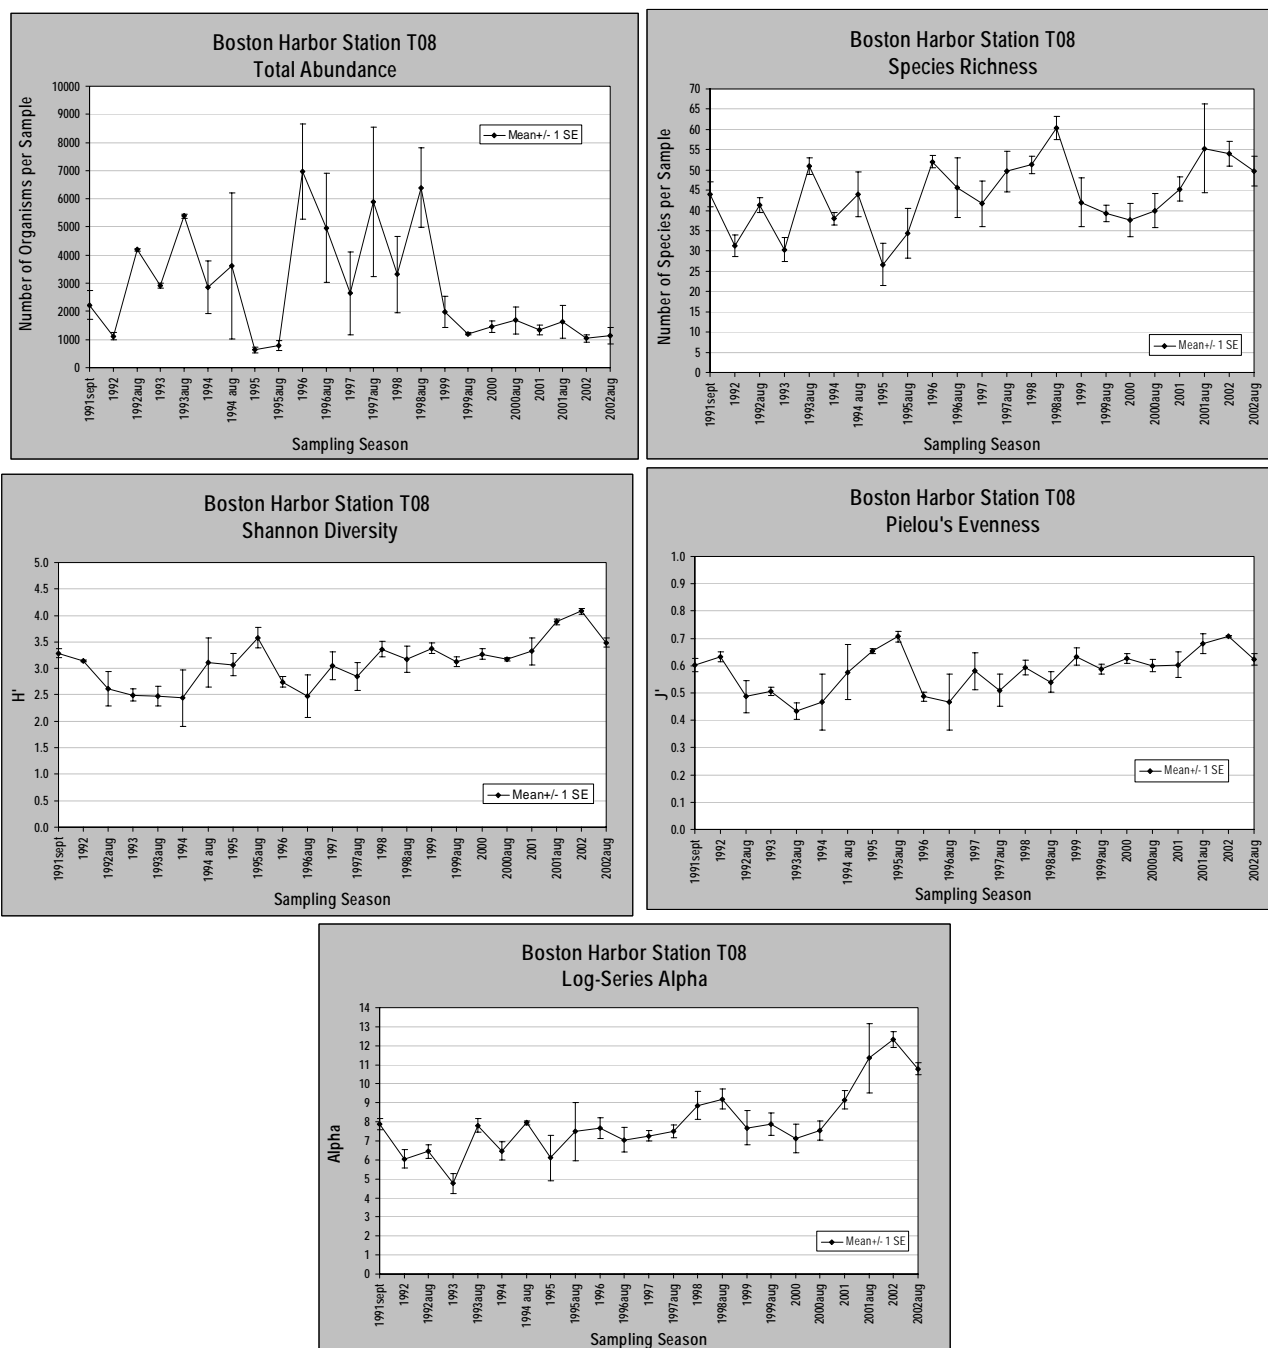 Boston Harbor Station T08
Total Abundance
Number of Organisms per Sample
10000
9000
8000
7000
6000
5000
4000
3000
2000
1000
0
Mean+/- 1 SE
1991sept 1992 1992aug 1993 1993aug 1994 1994 aug 1995 1995aug 1996 1996aug 1997 1997aug 1998 1998aug 1999 1999aug 2000 2000aug 2001 2001aug 2002 2002aug
Sampling Season
Boston Harbor Station T08
Species Richness
Number of Species per Sample
70
65
60
55
50
45
40
35
30
25
20
15
10
5
0
Mean+/- 1 SE
1991sept 1992 1992aug 1993 1993aug 1994 1994 aug 1995 1995aug 1996 1996aug 1997 1997aug 1998 1998aug 1999 1999aug 2000 2000aug 2001 2001aug 2002 2002aug
Sampling Season
Boston Harbor Station T08
Shannon Diversity
H'
5.0
4.5
4.0
3.5
3.0
2.5
2.0
1.5
1.0
0.5
0.0
Mean+/- 1 SE
1991sept 1992 1992aug 1993 1993aug 1994 1994 aug 1995 1995aug 1996 1996aug 1997 1997aug 1998 1998aug 1999 1999aug 2000 2000aug 2001 2001aug 2002 2002aug
Sampling Season
Boston Harbor Station T08
Pielou's Evenness
J'
1.0
0.9
0.8
0.7
0.6
0.5
0.4
0.3
0.2
0.1
0.0
Mean+/- 1 SE
1991sept 1992 1992aug 1993 1993aug 1994 1994 aug 1995 1995aug 1996 1996aug 1997 1997aug 1998 1998aug 1999 1999aug 2000 2000aug 2001 2001aug 2002 2002aug
Sampling Season
Boston Harbor Station T08
Log-Series Alpha
Alpha
14
13
12
11
10
9
8
7
6
5
4
3
2
1
0
Mean+/- 1 SE
1991sept 1992 1992aug 1993 1993aug 1994 1994 aug 1995 1995aug 1996 1996aug 1997 1997aug 1998 1998aug 1999 1999aug 2000 2000aug 2001 2001aug 2002 2002aug
Sampling Season